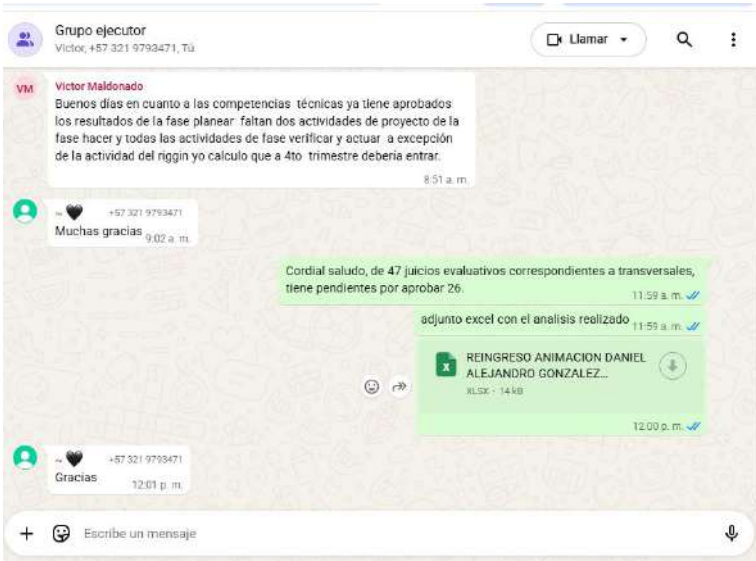 Grupo ejecutor
Victor, +57 321 9793471, Tú
Llamar
VM
Victor Maldonado
Buenos días en cuanto a las competencias técnicas ya tiene aprobados
los resultados de la fase planear faltan dos actividades de proyecto de la
fase hacer y todas las actividades de fase verificar y actuar a excepción
de la actividad del riggin yo calculo que a 4to trimestre debería entrar.
8:51 a. m.
~ 🖤 +57 321 9793471
Muchas gracias 9:02 a. m.
Cordial saludo, de 47 juicios evaluativos correspondientes a transversales,
tiene pendientes por aprobar 26.
11:59 a. m.
adjunto excel con el analisis realizado 11:59 a. m.
REINGRESO ANIMACION DANIEL
ALEJANDRO GONZALEZ...
XLSX · 14 kB
12:00 p. m.
~ 🖤 +57 321 9793471
Gracias 12:01 p. m.
Escribe un mensaje